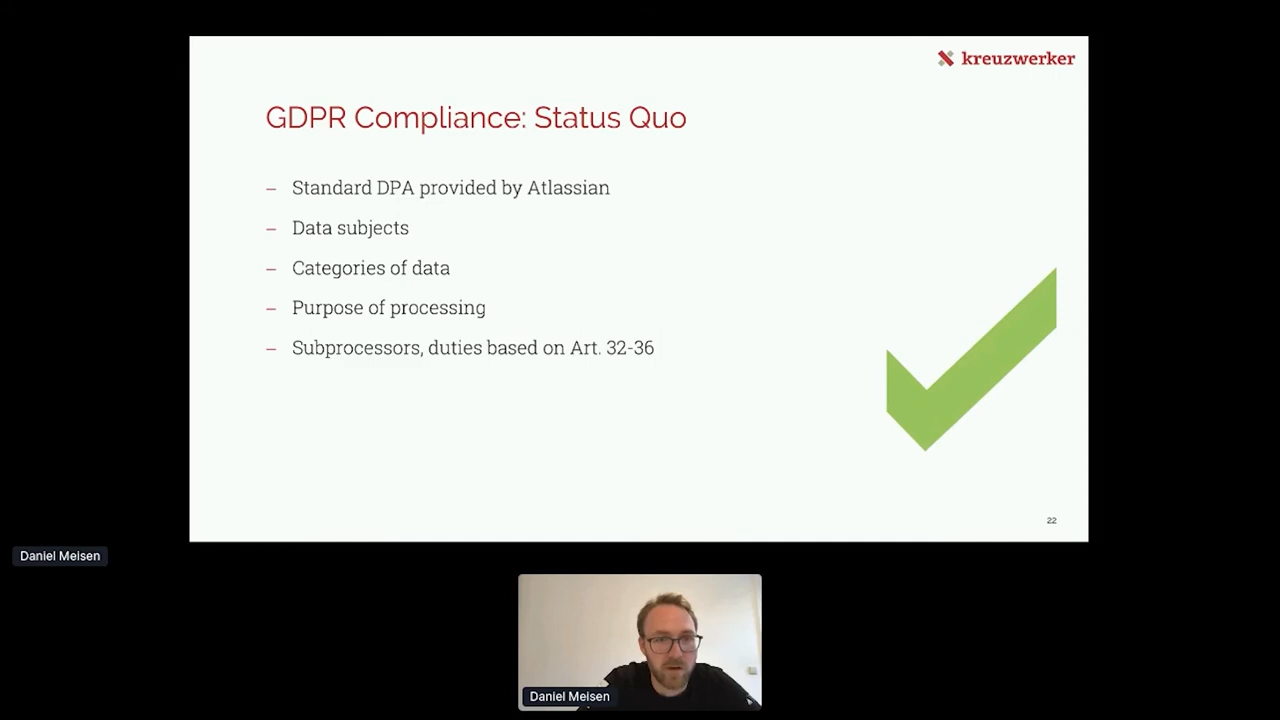 kreuzwerker
GDPR Compliance: Status Quo
– Standard DPA provided by Atlassian
– Data subjects
– Categories of data
– Purpose of processing
– Subprocessors, duties based on Art. 32-36
22
Daniel Meisen
Daniel Meisen